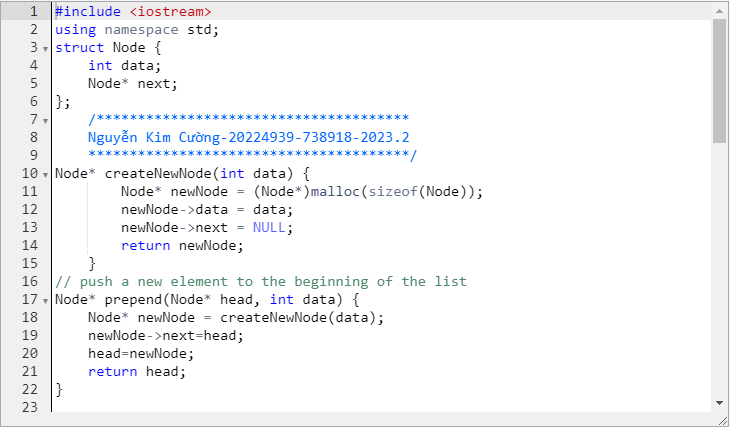 1 #include <iostream>
2 using namespace std;
3 struct Node {
4     int data;
5     Node* next;
6 };
7     /**************************************
8     Nguyễn Kim Cường-20224939-738918-2023.2
9     ***************************************/
10 Node* createNewNode(int data) {
11         Node* newNode = (Node*)malloc(sizeof(Node));
12         newNode->data = data;
13         newNode->next = NULL;
14         return newNode;
15     }
16 // push a new element to the beginning of the list
17 Node* prepend(Node* head, int data) {
18     Node* newNode = createNewNode(data);
19     newNode->next=head;
20     head=newNode;
21     return head;
22 }
23